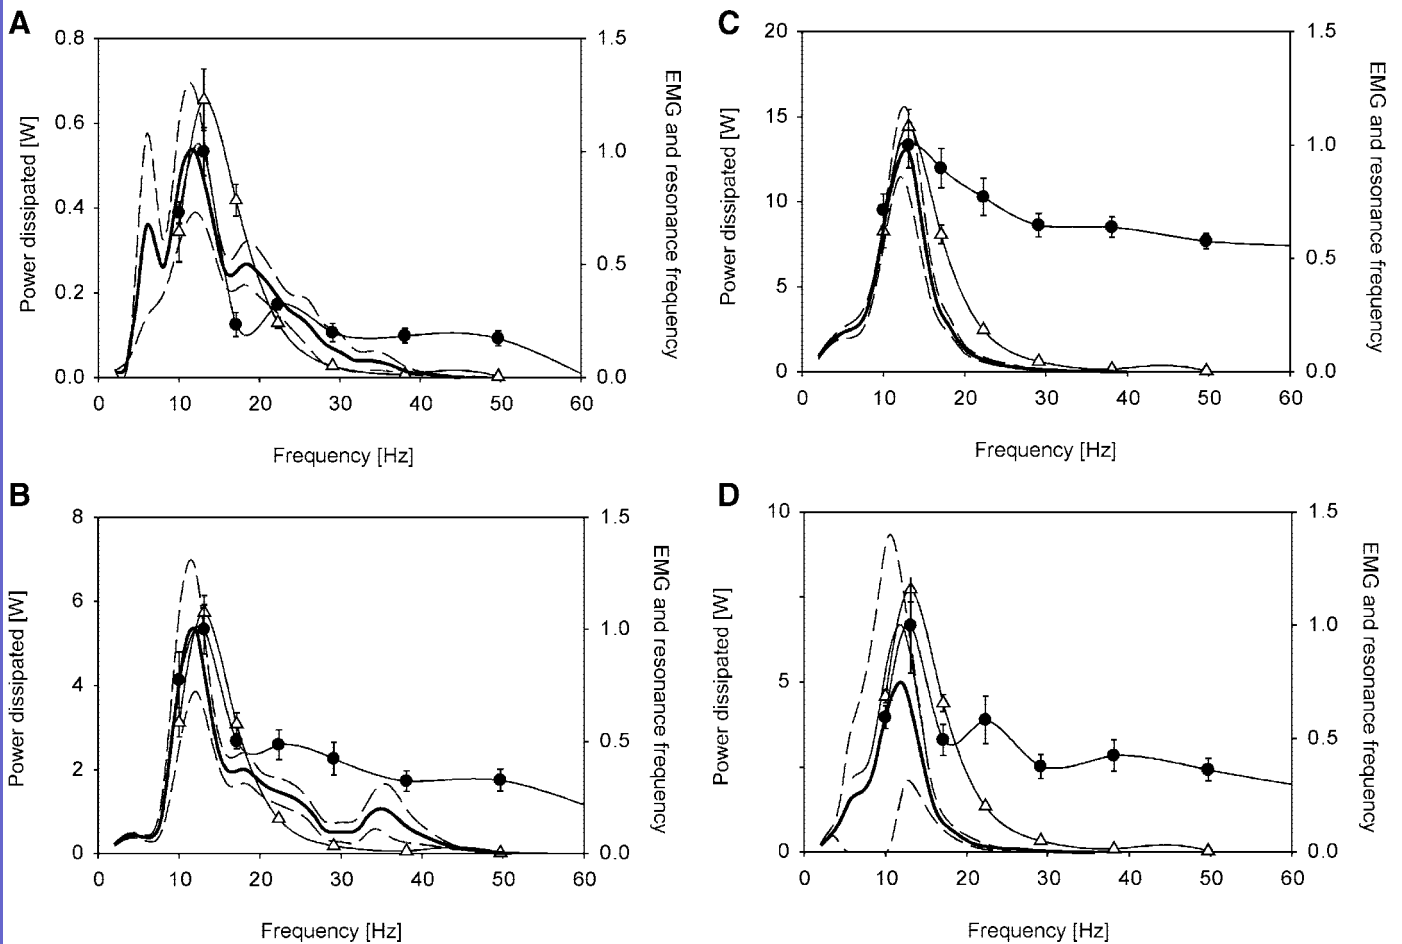 A
0.8
0.6
0.4
0.2
0.0
Power dissipated [W]
1.5
1.0
0.5
0.0
EMG and resonance frequency
0 10 20 30 40 50 60
Frequency [Hz]
C
20
15
10
5
0
Power dissipated [W]
1.5
1.0
0.5
0.0
EMG and resonance frequency
0 10 20 30 40 50 60
Frequency [Hz]
B
8
6
4
2
0
Power dissipated [W]
1.5
1.0
0.5
0.0
EMG and resonance frequency
0 10 20 30 40 50 60
Frequency [Hz]
D
10
5
0
Power dissipated [W]
1.5
1.0
0.5
0.0
EMG and resonance frequency
0 10 20 30 40 50 60
Frequency [Hz]